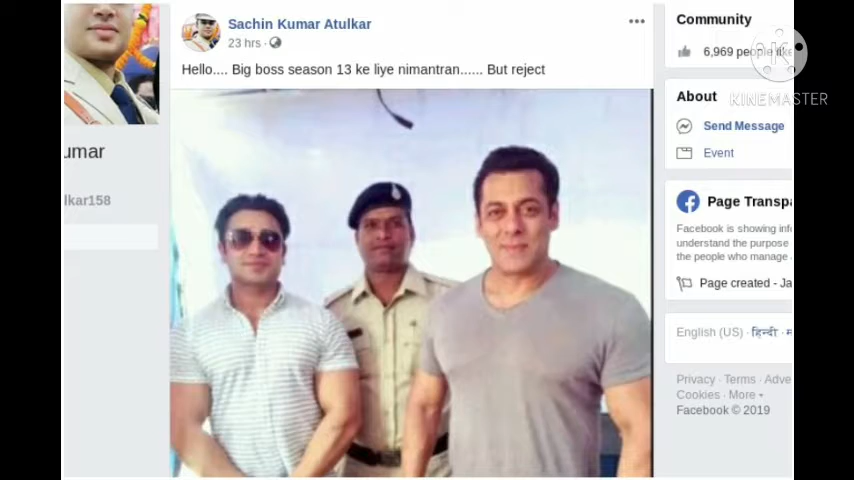 Sachin Kumar Atulkar
23 hrs ·
Hello.... Big boss season 13 ke liye nimantran...... But reject
umar
lkar158
Community
6,969 people like
KINEMASTER
About
Send Message
Event
Page Transpa
Facebook is showing info
understand the purpose
the people who manage
Page created - Ja
English (US) · हिन्दी ·
Privacy · Terms · Adve
Cookies · More
Facebook © 2019